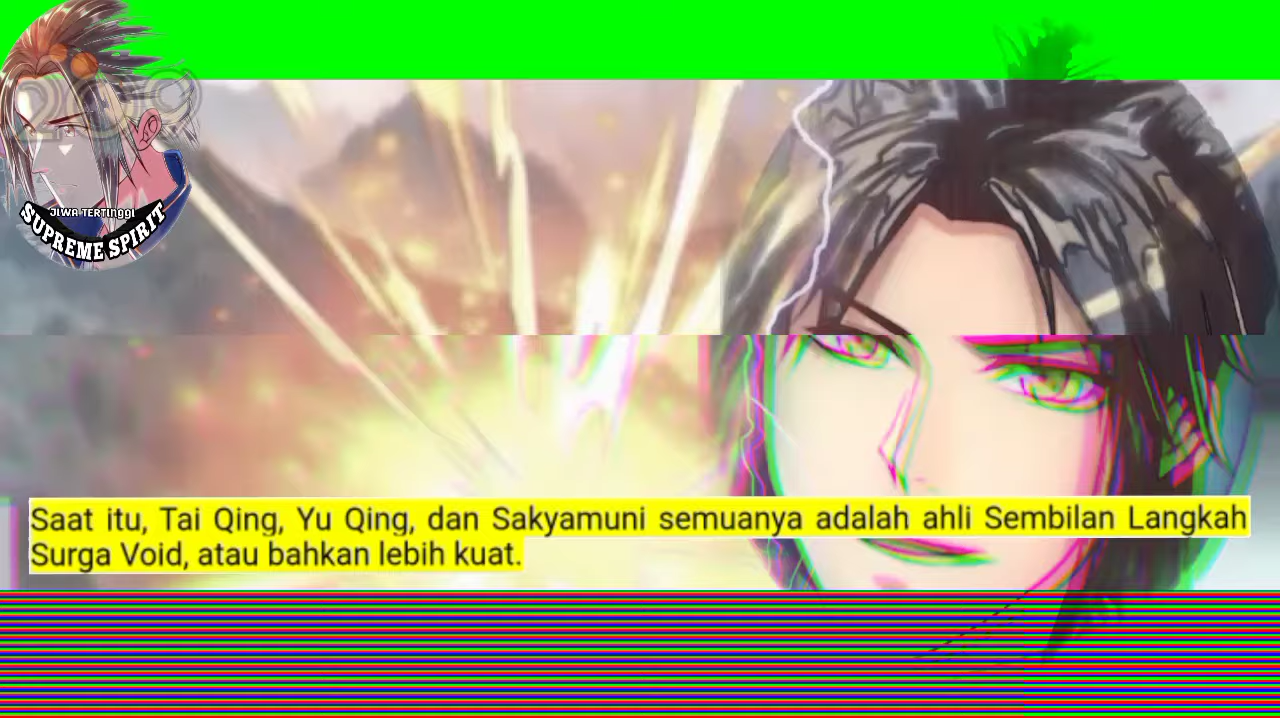 JIWA TERTINGGI
SUPREME SPIRIT
Saat itu, Tai Qing, Yu Qing, dan Sakyamuni semuanya adalah ahli Sembilan Langkah
Surga Void, atau bahkan lebih kuat.